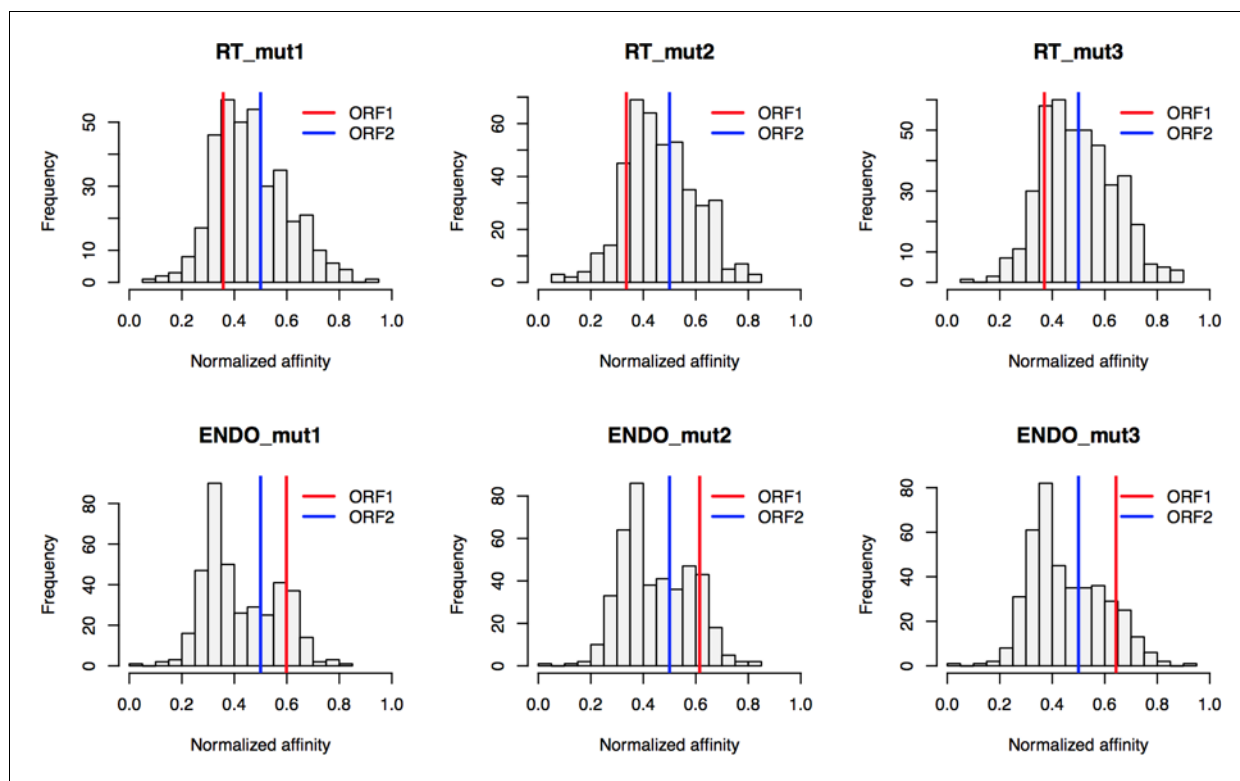 RT_mut1
ORF1
ORF2
Frequency
0 10 30 50
0.0 0.2 0.4 0.6 0.8 1.0
Normalized affinity
RT_mut2
ORF1
ORF2
Frequency
0 20 40 60
0.0 0.2 0.4 0.6 0.8 1.0
Normalized affinity
RT_mut3
ORF1
ORF2
Frequency
0 10 30 50
0.0 0.2 0.4 0.6 0.8 1.0
Normalized affinity
ENDO_mut1
ORF1
ORF2
Frequency
0 20 40 60 80
0.0 0.2 0.4 0.6 0.8 1.0
Normalized affinity
ENDO_mut2
ORF1
ORF2
Frequency
0 20 40 60 80
0.0 0.2 0.4 0.6 0.8 1.0
Normalized affinity
ENDO_mut3
ORF1
ORF2
Frequency
0 20 40 60 80
0.0 0.2 0.4 0.6 0.8 1.0
Normalized affinity